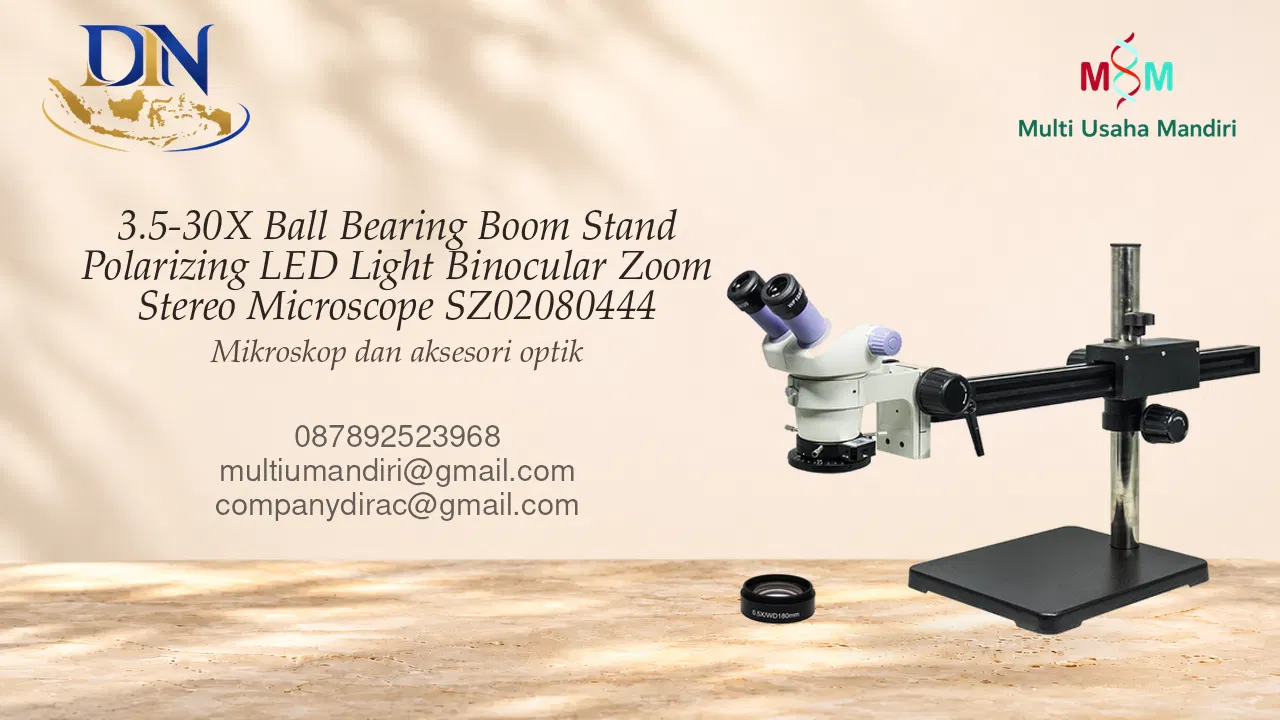 DIN
MSM
Multi Usaha Mandiri
3.5-30X Ball Bearing Boom Stand
Polarizing LED Light Binocular Zoom
Stereo Microscope SZ02080444
Mikroskop dan aksesori optik
087892523968
multiumandiri@gmail.com
companydirac@gmail.com
0.5X/WD180mm